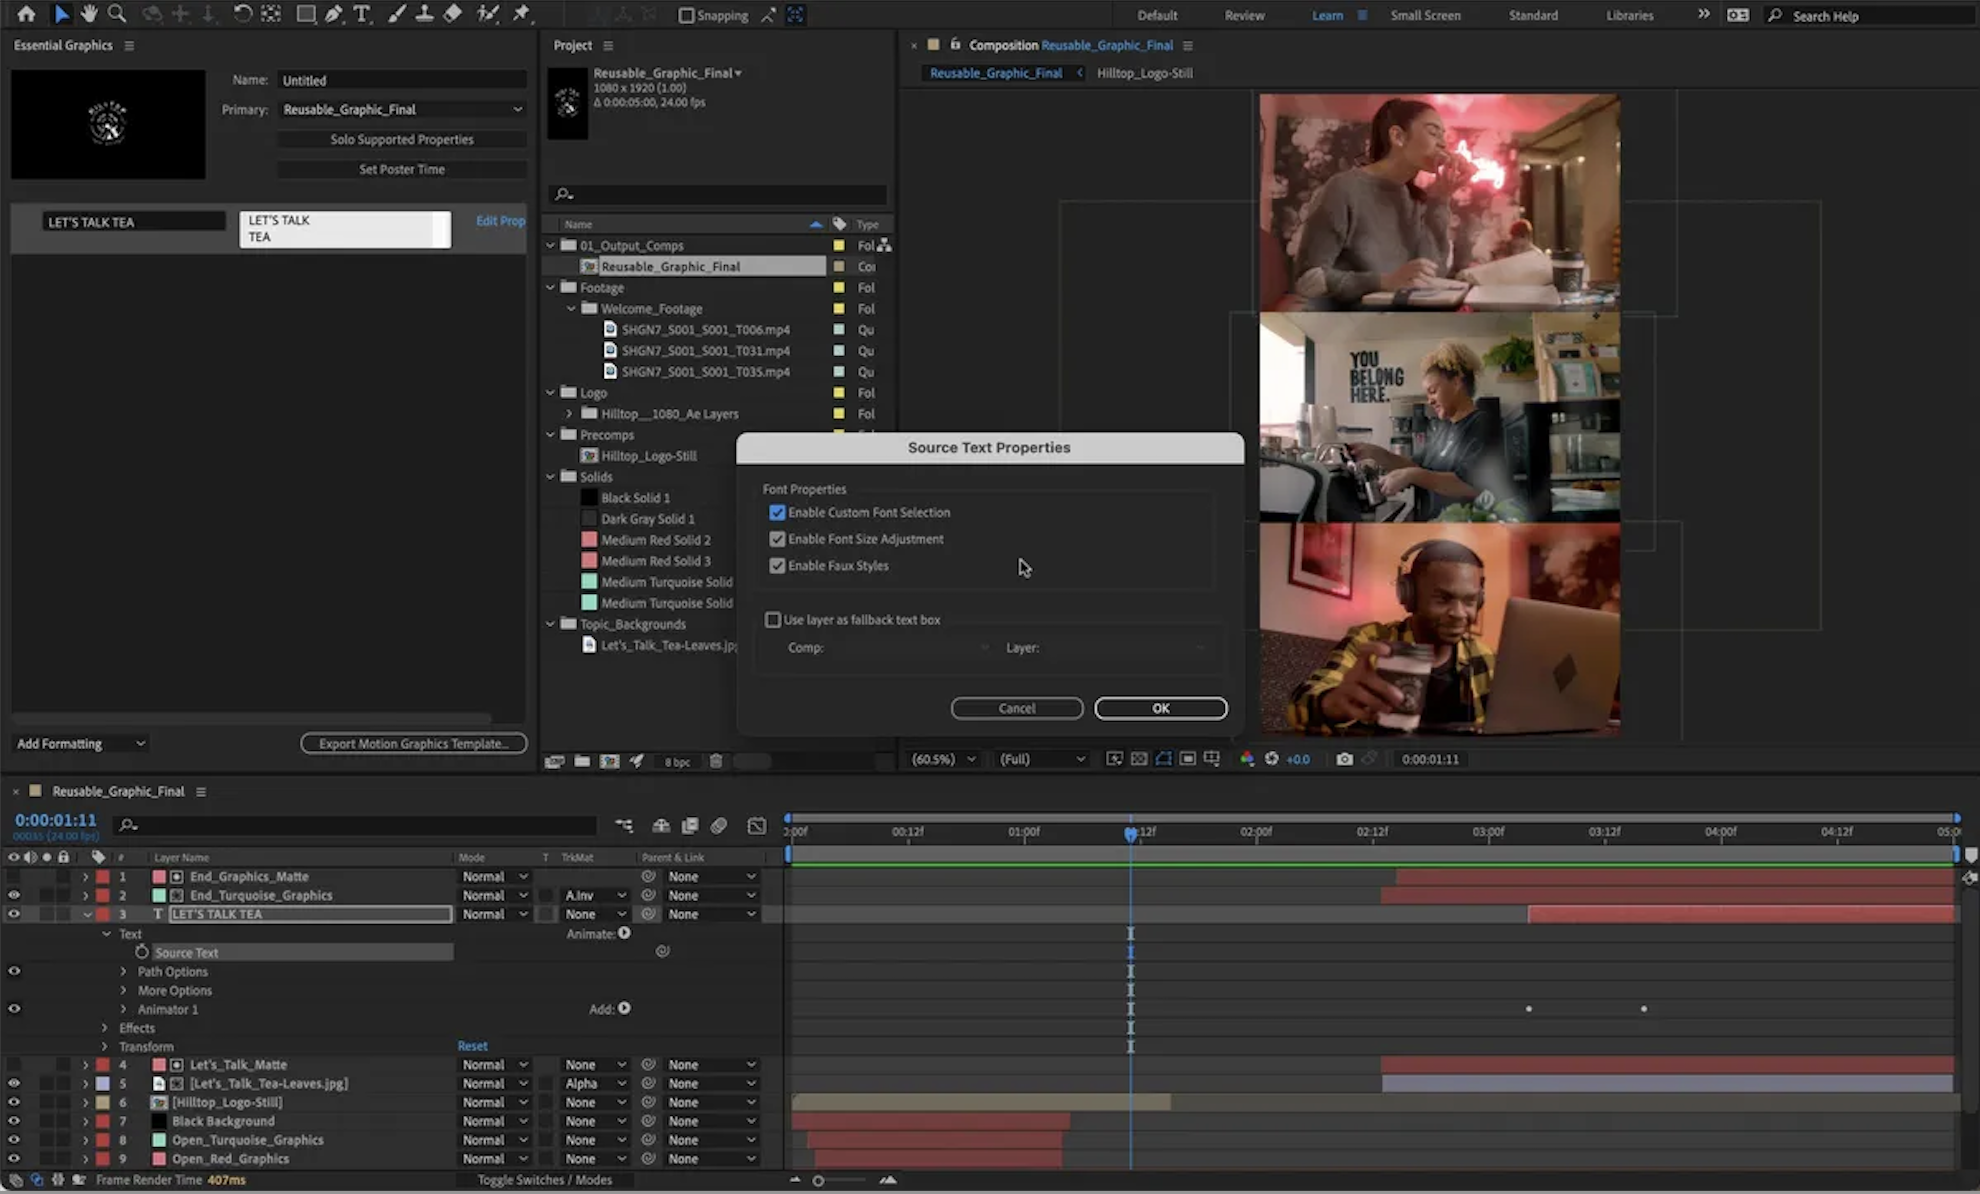 Snapping
Default
Review
Learn
Small Screen
Standard
Libraries
Search Help
Essential Graphics
Name:
Untitled
Primary:
Reusable_Graphic_Final
Solo Supported Properties
Set Poster Time
LET'S TALK TEA
LET'S TALK
TEA
Edit Prop
Add Formatting
Export Motion Graphics Template...
Project
Reusable_Graphic_Final
1080 x 1920 (1.00)
Δ 0:00:05:00, 24.00 fps
Name
Type
01_Output_Comps
Fol
Reusable_Graphic_Final
Footage
Fol
Welcome_Footage
Fol
SHGN7_S001_S001_T006.mp4
Qu
SHGN7_S001_S001_T031.mp4
Qu
SHGN7_S001_S001_T035.mp4
Qu
Logo
Fol
Hilltop__1080_Ae Layers
Fol
Precomps
Hilltop_Logo-Still
Solids
Black Solid 1
Dark Gray Solid 1
Medium Red Solid 2
Medium Red Solid 3
Medium Turquoise Solid
Medium Turquoise Solid
Topic_Backgrounds
Let's_Talk_Tea-Leaves.jp
8 bpc
Composition Reusable_Graphic_Final
Reusable_Graphic_Final
Hilltop_Logo-Still
YOU
BELONG
HERE.
Source Text Properties
Font Properties
Enable Custom Font Selection
Enable Font Size Adjustment
Enable Faux Styles
Use layer as fallback text box
Comp:
Layer:
Cancel
OK
(60.5%)
(Full)
+0.0
0:00:01:11
Reusable_Graphic_Final
0:00:01:11
00035 (24.00 fps)
:00f
00:12f
01:00f
:12f
02:00f
02:12f
03:00f
03:12f
04:00f
04:12f
05:0
#
Layer Name
Mode
T
TrkMat
Parent & Link
1
End_Graphics_Matte
Normal
None
2
End_Turquoise_Graphics
Normal
A.Inv
None
3
T
LET'S TALK TEA
Normal
None
None
Text
Animate:
Source Text
Path Options
More Options
Animator 1
Add:
Effects
Transform
Reset
4
Let's_Talk_Matte
Normal
None
None
5
[Let's_Talk_Tea-Leaves.jpg]
Normal
Alpha
None
6
[Hilltop_Logo-Still]
Normal
None
None
7
Black Background
Normal
None
None
8
Open_Turquoise_Graphics
Normal
None
None
9
Open_Red_Graphics
Normal
None
None
Frame Render Time 407ms
Toggle Switches / Modes